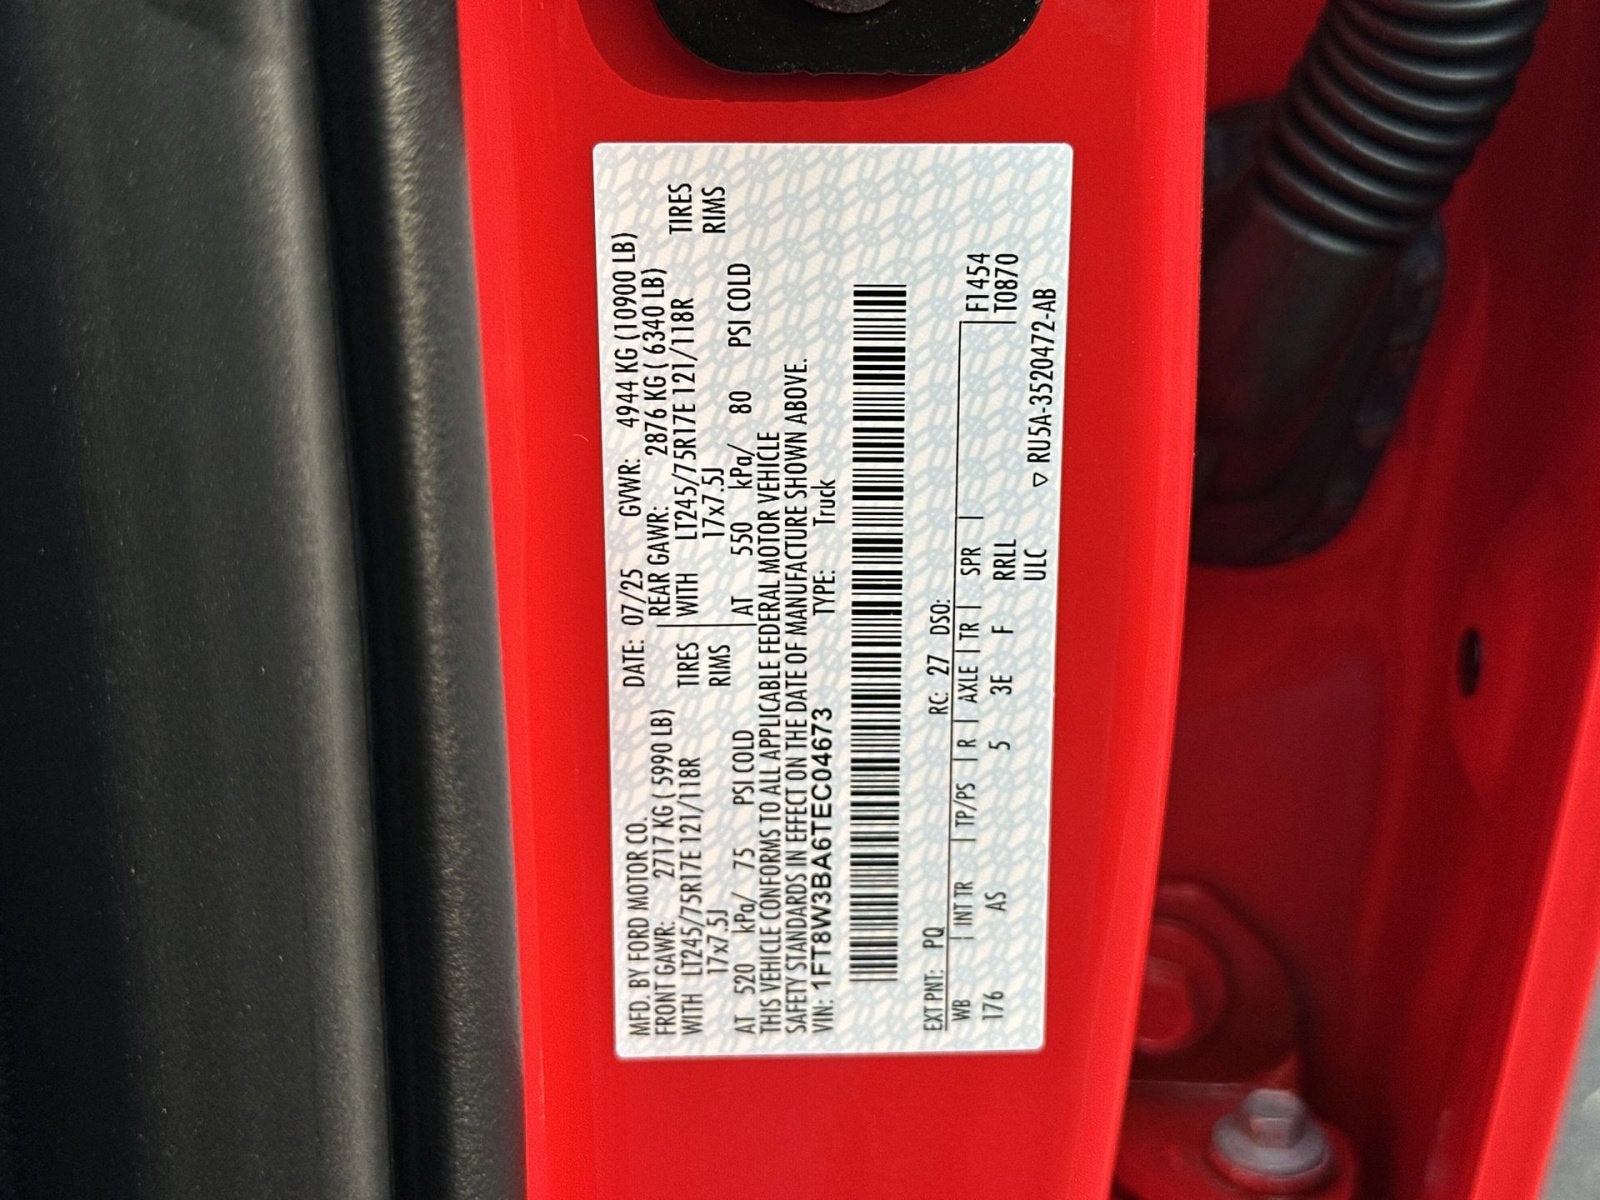 MFD. BY FORD MOTOR CO. DATE: 07/25 GVWR: 4944 KG (10900 LB)
FRONT GAWR: 2717 KG ( 5990 LB) REAR GAWR: 2876 KG ( 6340 LB)
WITH LT245/75R17E 121/118R TIRES WITH LT245/75R17E 121/118R TIRES
17x7.5J RIMS 17x7.5J RIMS
AT 520 kPa/ 75 PSI COLD AT 550 kPa/ 80 PSI COLD
THIS VEHICLE CONFORMS TO ALL APPLICABLE FEDERAL MOTOR VEHICLE
SAFETY STANDARDS IN EFFECT ON THE DATE OF MANUFACTURE SHOWN ABOVE.
VIN: 1FT8W3BA6TEC04673 TYPE: Truck
EXT PNT: PQ RC: 27 DSO:
WB INT TR TP/PS R AXLE TR SPR F1454
176 AS 5 3E F RRLL T0870
ULC ▽ RU5A-3520472-AB